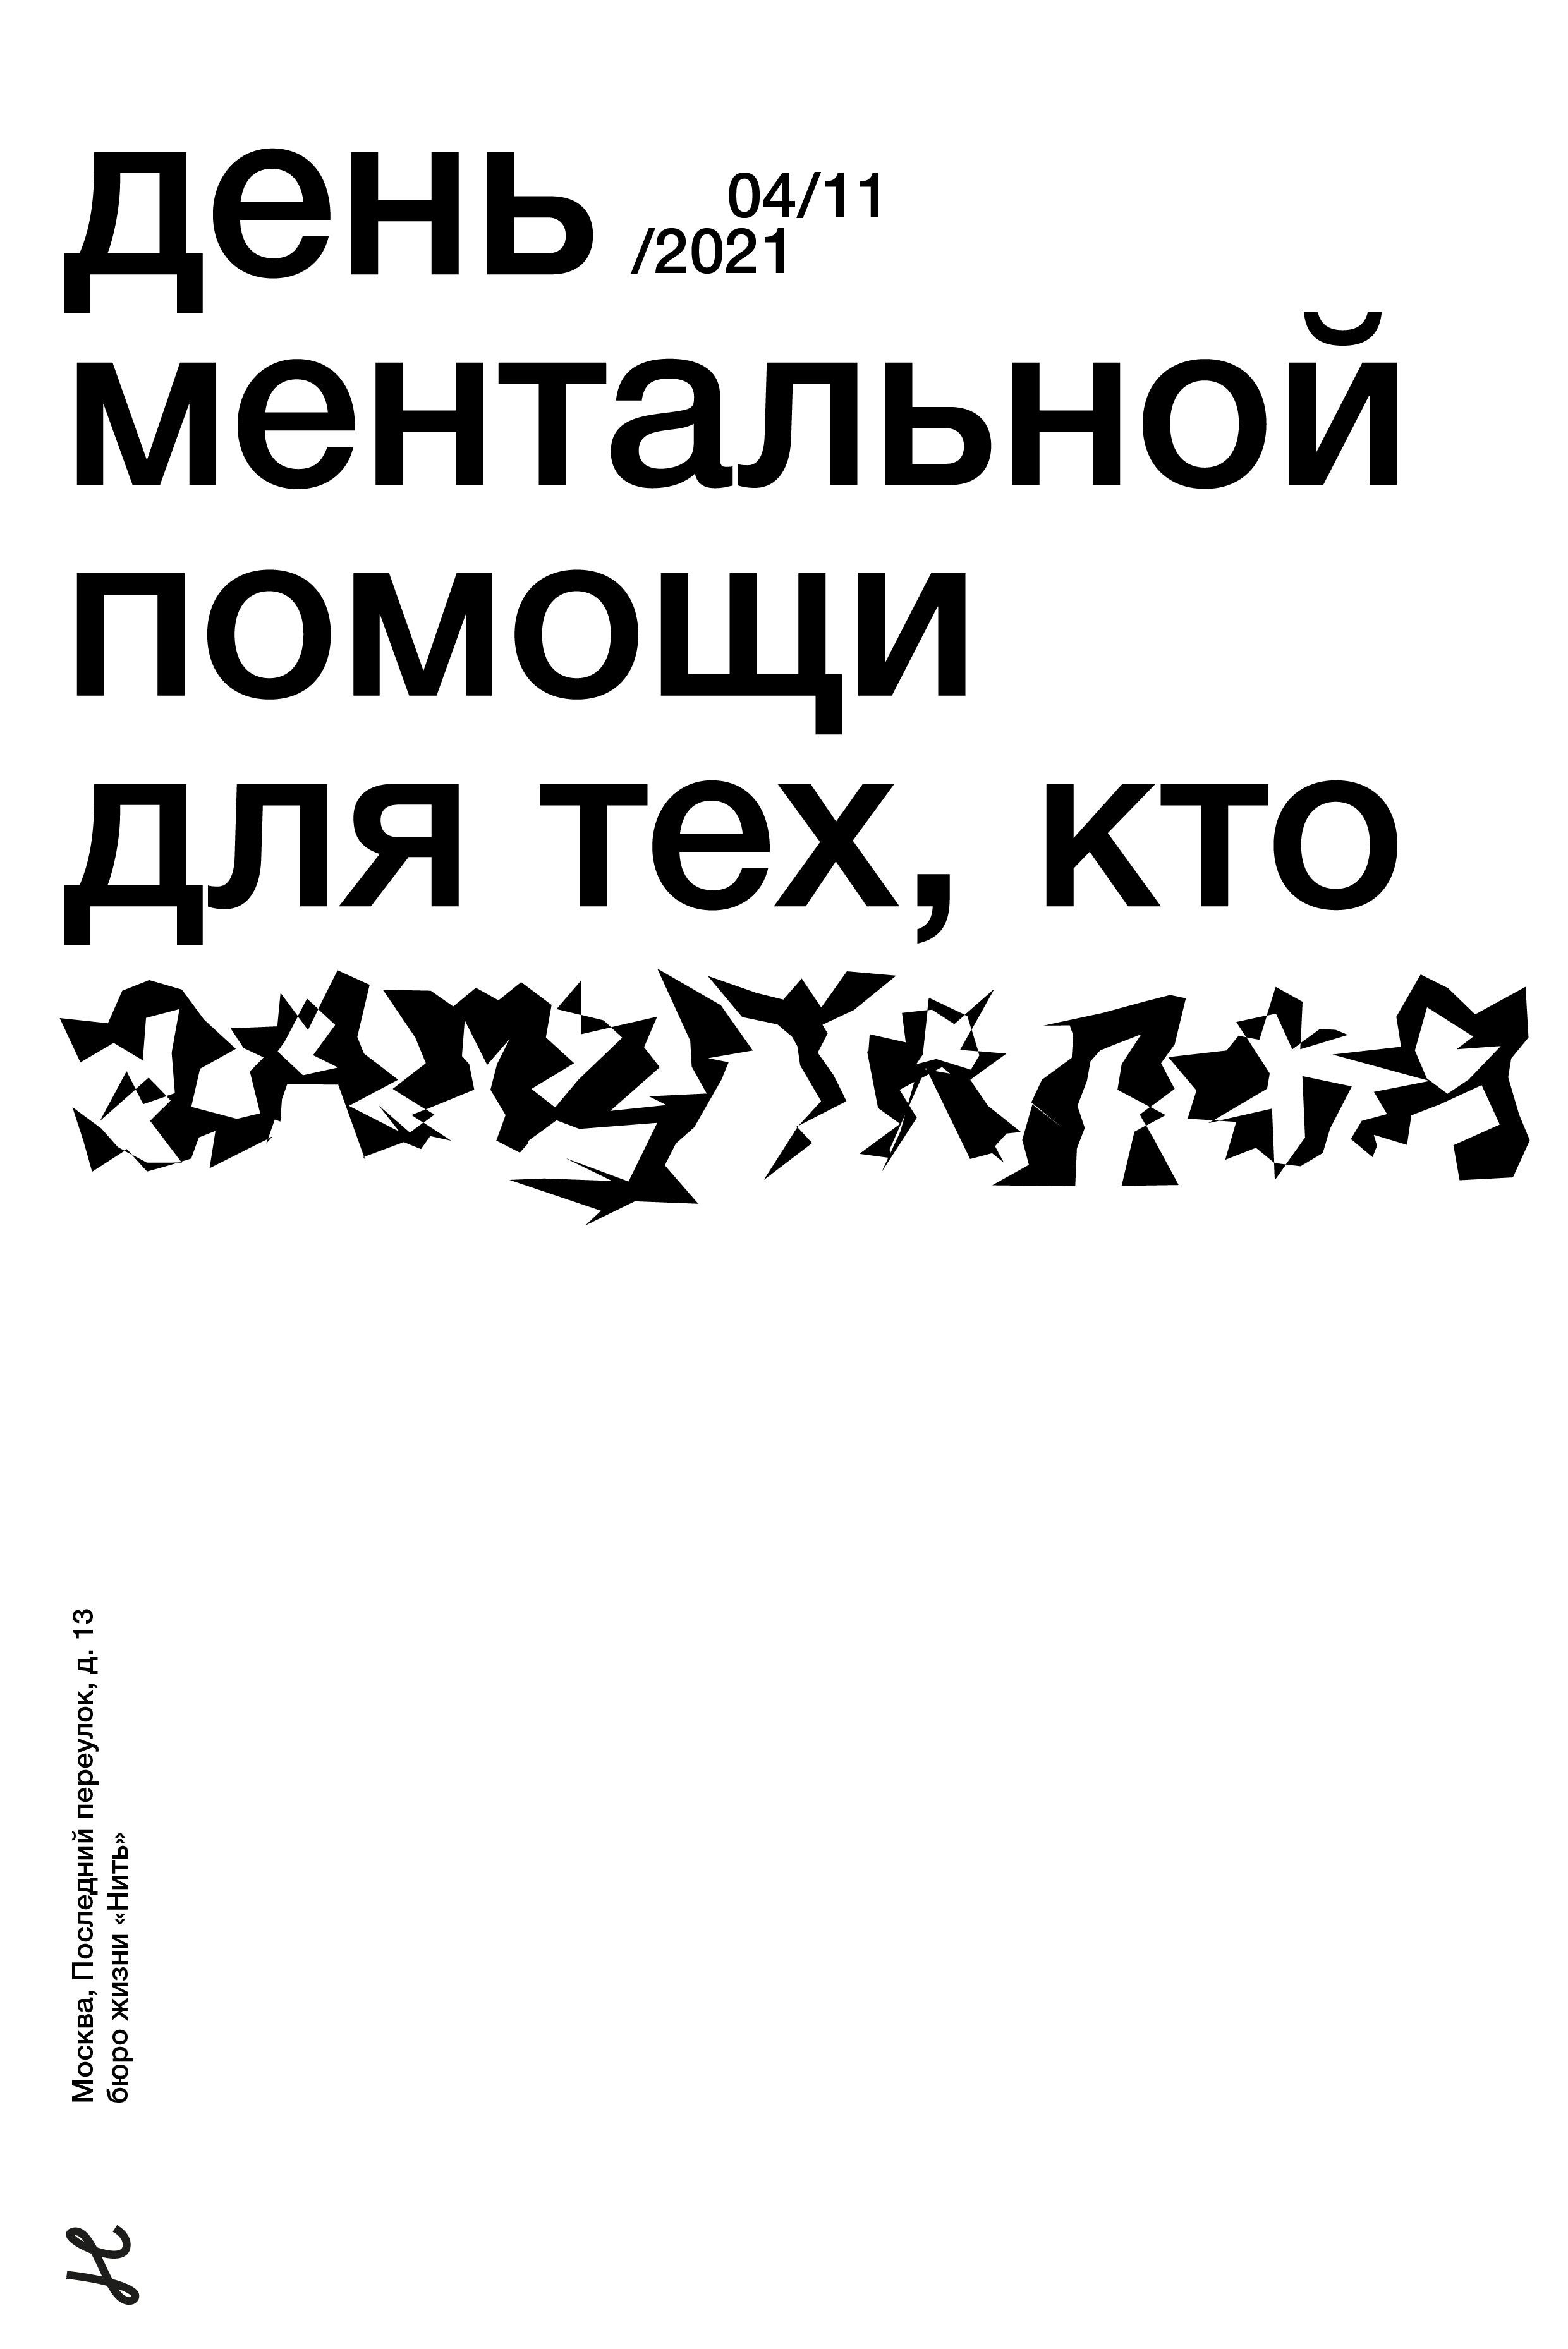 день 04/11
/2021
ментальной
помощи
для тех, кто
Москва, Последний переулок, д. 13
бюро жизни «Нить»